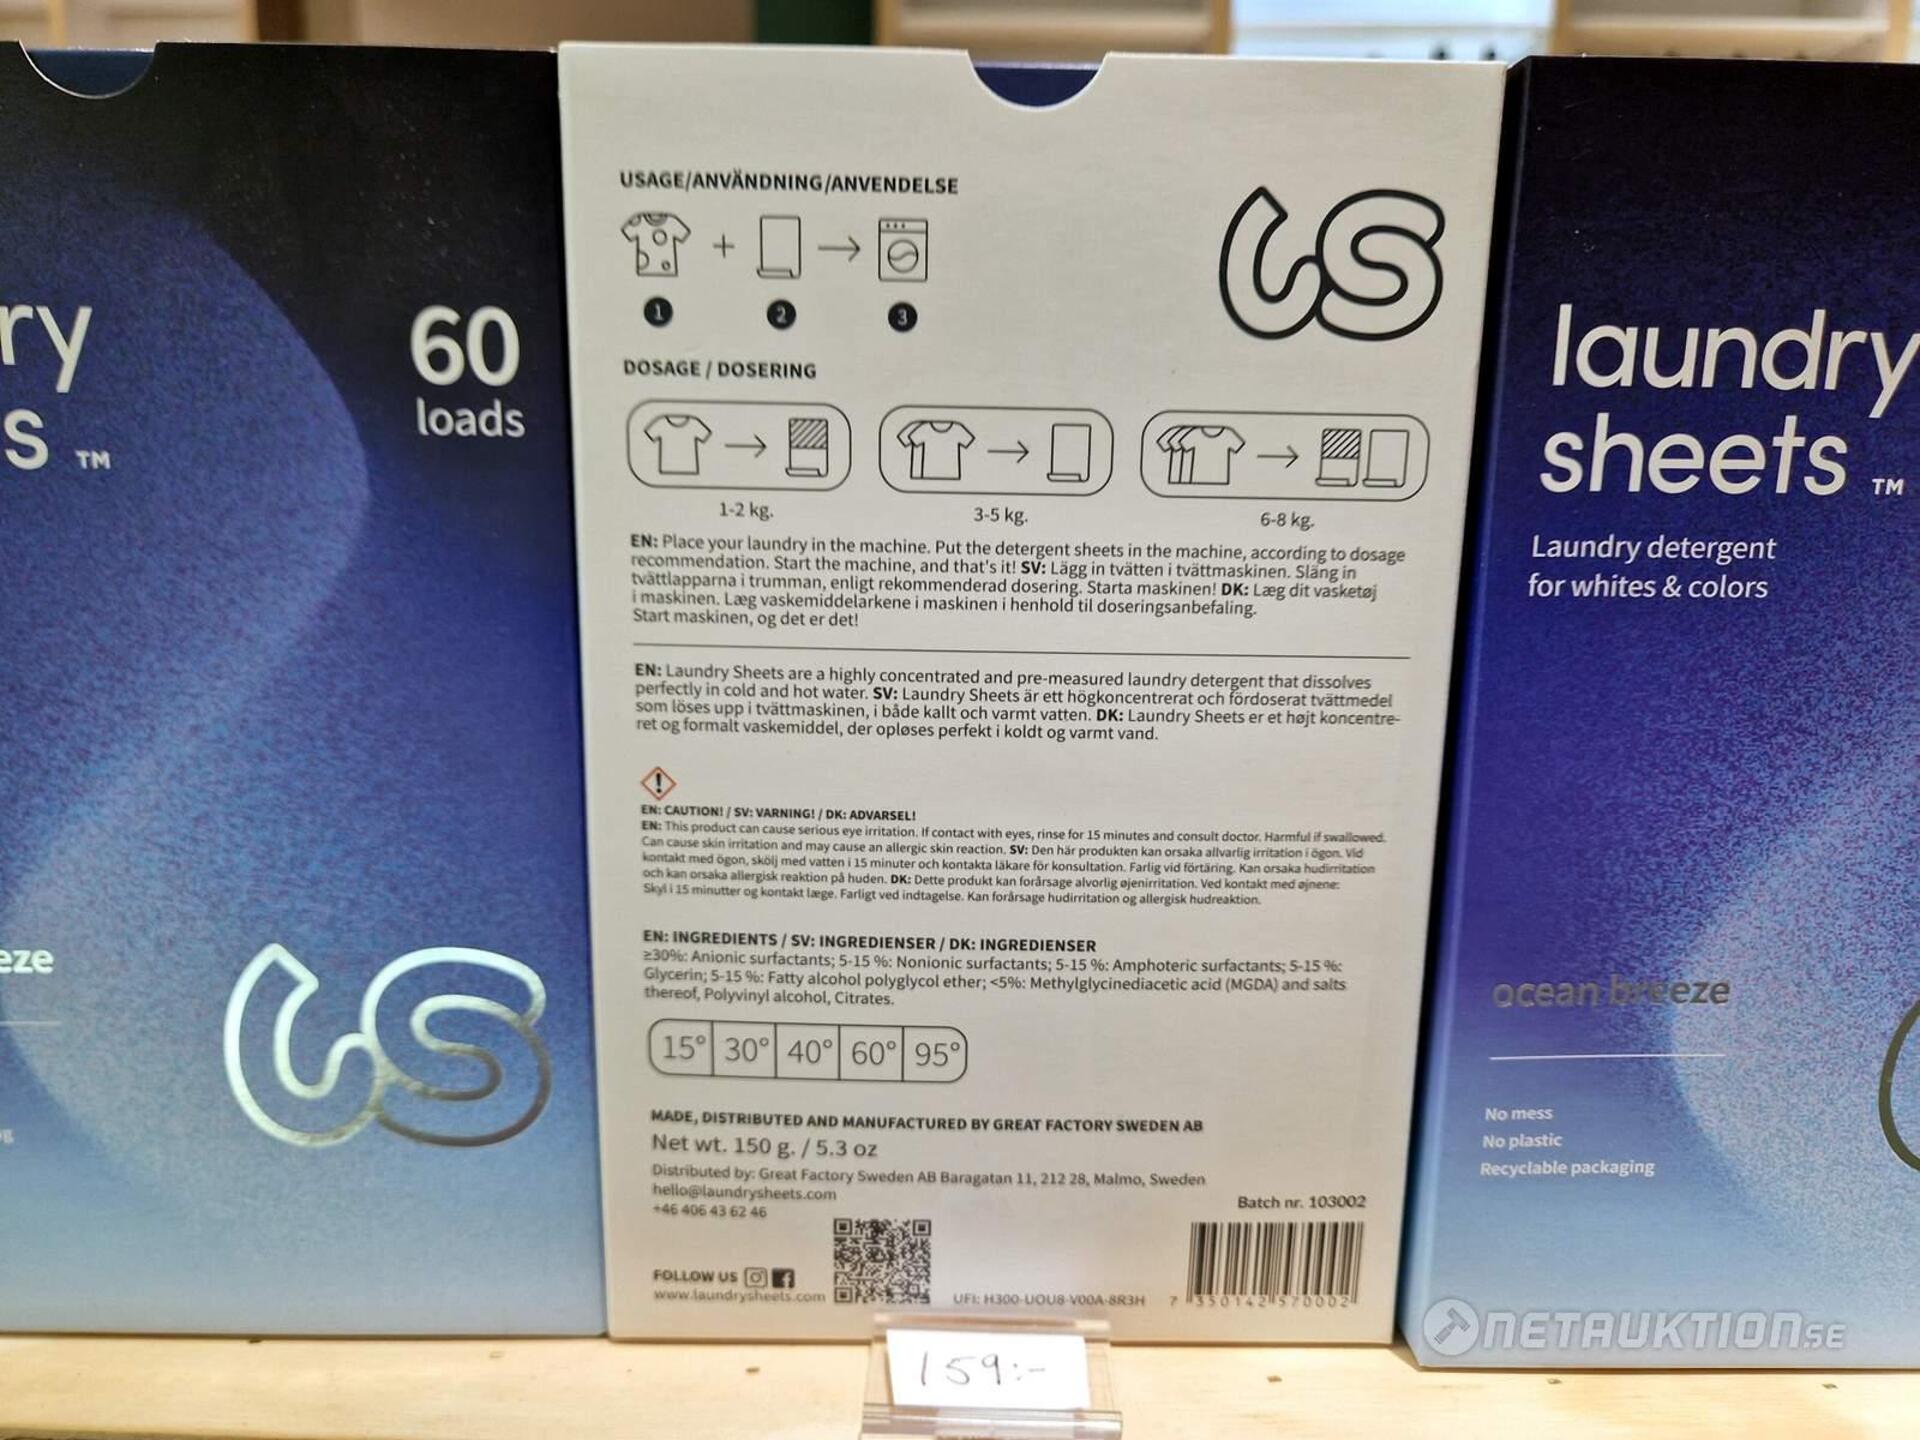 ry
s ™
60
loads
eze
USAGE/ANVÄNDNING/ANVENDELSE
1
2
3
DOSAGE / DOSERING
1-2 kg.
3-5 kg.
6-8 kg.
EN: Place your laundry in the machine. Put the detergent sheets in the machine, according to dosage
recommendation. Start the machine, and that's it! SV: Lägg in tvätten i tvättmaskinen. Släng in
tvättlapparna i trumman, enligt rekommenderad dosering. Starta maskinen! DK: Læg dit vasketøj
i maskinen. Læg vaskemiddelarkene i maskinen i henhold til doseringsanbefaling.
Start maskinen, og det er det!
EN: Laundry Sheets are a highly concentrated and pre-measured laundry detergent that dissolves
perfectly in cold and hot water. SV: Laundry Sheets är ett högkoncentrerat och fördoserat tvättmedel
som löses upp i tvättmaskinen, i både kallt och varmt vatten. DK: Laundry Sheets er et højt koncentre-
ret og formalt vaskemiddel, der opløses perfekt i koldt og varmt vand.
EN: CAUTION! / SV: VARNING! / DK: ADVARSEL!
EN: This product can cause serious eye irritation. If contact with eyes, rinse for 15 minutes and consult doctor. Harmful if swallowed.
Can cause skin irritation and may cause an allergic skin reaction. SV: Den här produkten kan orsaka allvarlig irritation i ögon. Vid
kontakt med ögon, skölj med vatten i 15 minuter och kontakta läkare för konsultation. Farlig vid förtäring. Kan orsaka hudirritation
och kan orsaka allergisk reaktion på huden. DK: Dette produkt kan forårsage alvorlig øjenirritation. Ved kontakt med øjnene:
Skyl i 15 minutter og kontakt læge. Farligt ved indtagelse. Kan forårsage hudirritation og allergisk hudreaktion.
EN: INGREDIENTS / SV: INGREDIENSER / DK: INGREDIENSER
≥30%: Anionic surfactants; 5-15 %: Nonionic surfactants; 5-15 %: Amphoteric surfactants; 5-15 %:
Glycerin; 5-15 %: Fatty alcohol polyglycol ether; <5%: Methylglycinediacetic acid (MGDA) and salts
thereof, Polyvinyl alcohol, Citrates.
15° 30° 40° 60° 95°
MADE, DISTRIBUTED AND MANUFACTURED BY GREAT FACTORY SWEDEN AB
Net wt. 150 g. / 5.3 oz
Distributed by: Great Factory Sweden AB Baragatan 11, 212 28, Malmo, Sweden
hello@laundrysheets.com
+46 406 43 62 46
Batch nr. 103002
FOLLOW US
www.laundrysheets.com
UFI: H300-UOU8-V00A-8R3H
7 350142 570002
159:-
laundry
sheets ™
Laundry detergent
for whites & colors
ocean breeze
No mess
No plastic
Recyclable packaging
NETAUKTION.SE